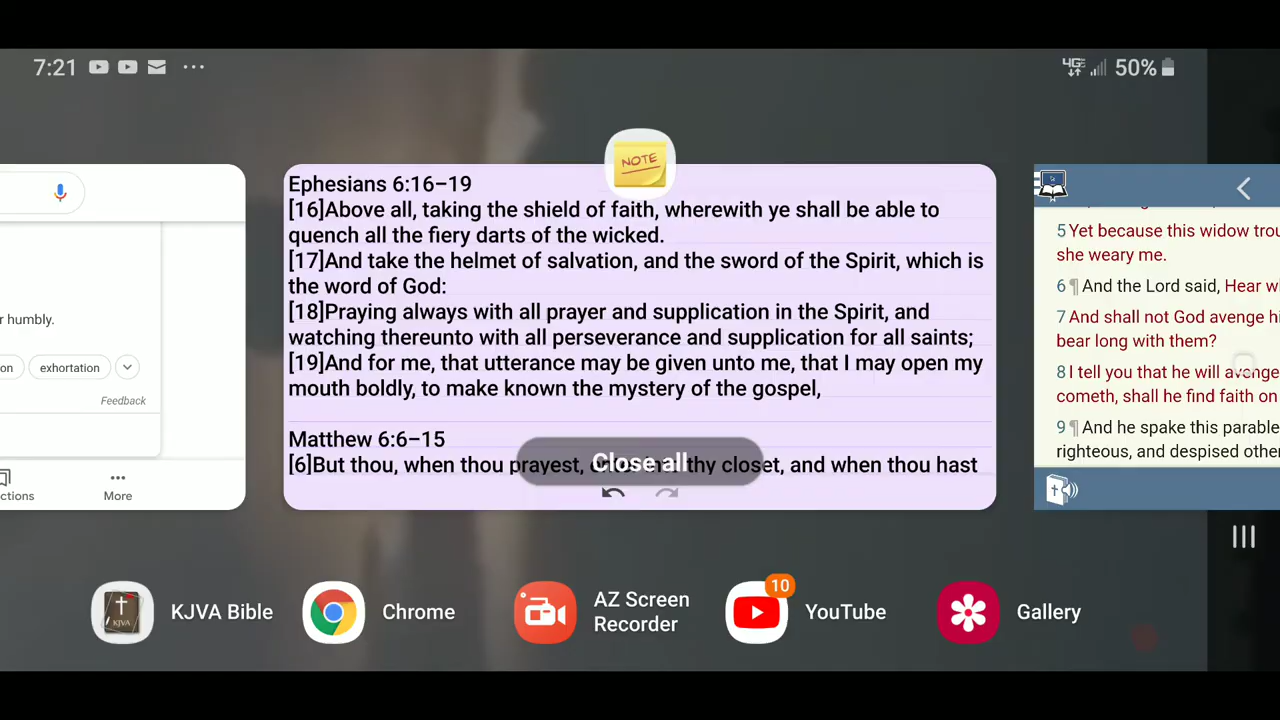 7:21
4G
50%
NOTE
r humbly.
on
exhortation
Feedback
ctions
More
Ephesians 6:16–19
[16]Above all, taking the shield of faith, wherewith ye shall be able to
quench all the fiery darts of the wicked.
[17]And take the helmet of salvation, and the sword of the Spirit, which is
the word of God:
[18]Praying always with all prayer and supplication in the Spirit, and
watching thereunto with all perseverance and supplication for all saints;
[19]And for me, that utterance may be given unto me, that I may open my
mouth boldly, to make known the mystery of the gospel,
Matthew 6:6–15
[6]But thou, when thou prayest, thy closet, and when thou hast
Close all
5 Yet because this widow trou
she weary me.
6 ¶ And the Lord said, Hear w
7 And shall not God avenge hi
bear long with them?
8 I tell you that he will avenge
cometh, shall he find faith on
9 ¶ And he spake this parable
righteous, and despised other
KJVA
KJVA Bible
Chrome
AZ Screen
Recorder
10
YouTube
Gallery